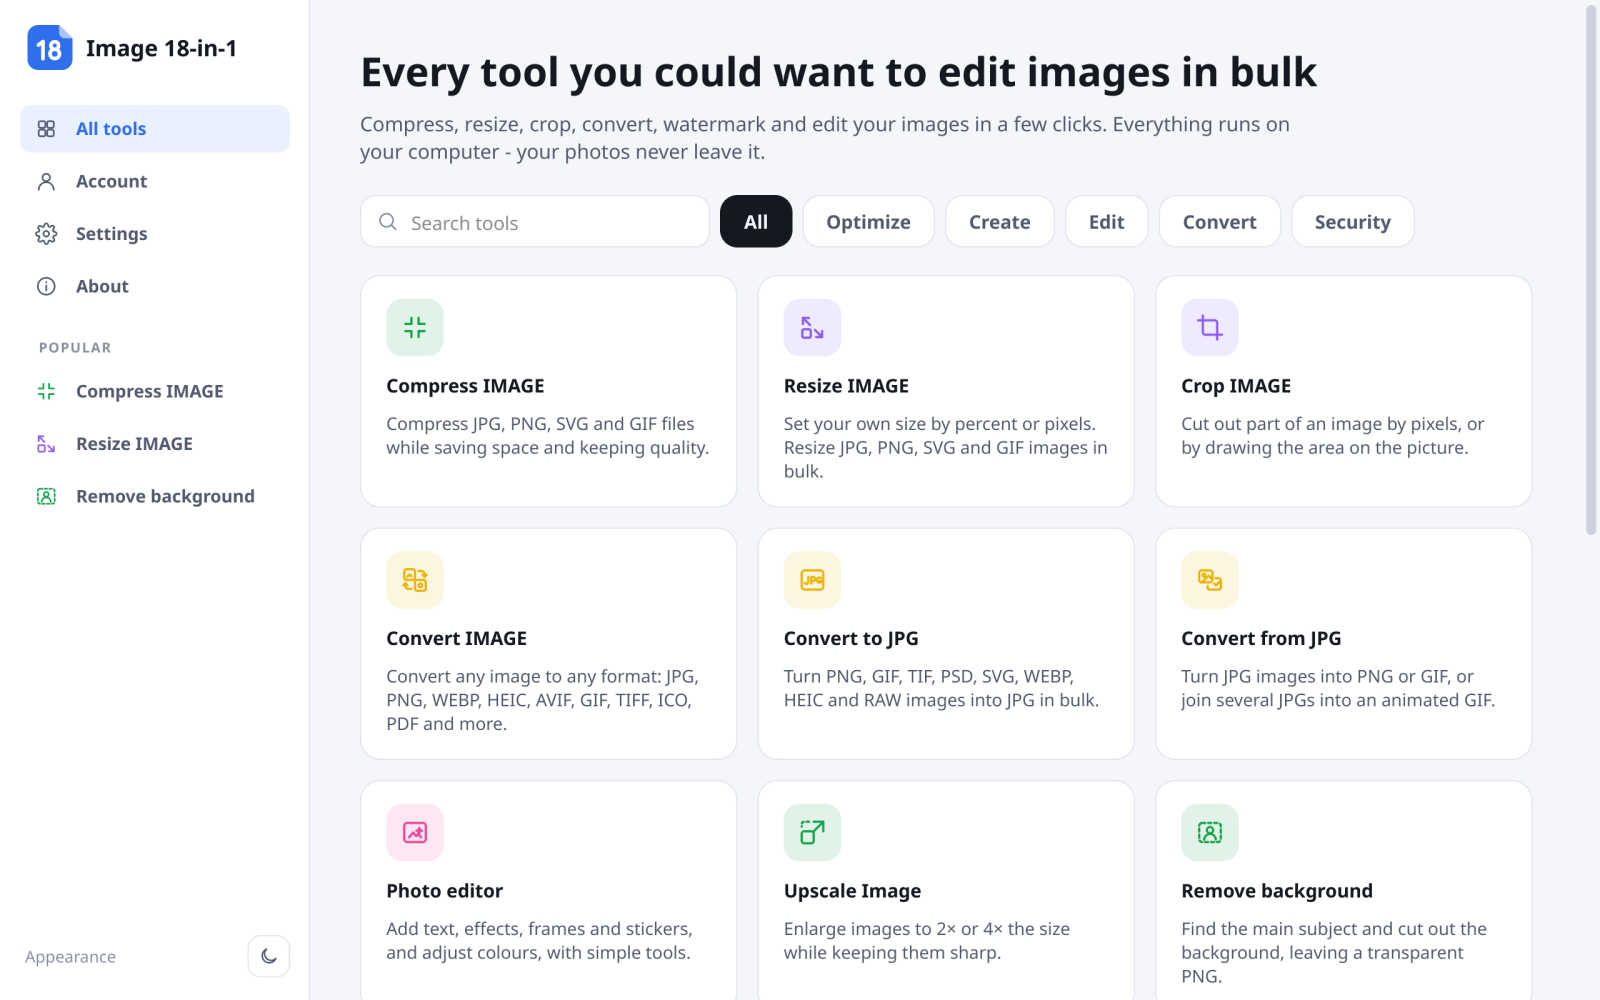 18
Image 18-in-1
All tools
Account
Settings
About
POPULAR
Compress IMAGE
Resize IMAGE
Remove background
Appearance
Every tool you could want to edit images in bulk
Compress, resize, crop, convert, watermark and edit your images in a few clicks. Everything runs on
your computer - your photos never leave it.
Search tools
All
Optimize
Create
Edit
Convert
Security
Compress IMAGE
Compress JPG, PNG, SVG and GIF files
while saving space and keeping quality.
Resize IMAGE
Set your own size by percent or pixels.
Resize JPG, PNG, SVG and GIF images in
bulk.
Crop IMAGE
Cut out part of an image by pixels, or
by drawing the area on the picture.
Convert IMAGE
Convert any image to any format: JPG,
PNG, WEBP, HEIC, AVIF, GIF, TIFF, ICO,
PDF and more.
JPG
Convert to JPG
Turn PNG, GIF, TIF, PSD, SVG, WEBP,
HEIC and RAW images into JPG in bulk.
Convert from JPG
Turn JPG images into PNG or GIF, or
join several JPGs into an animated GIF.
Photo editor
Add text, effects, frames and stickers,
and adjust colours, with simple tools.
Upscale Image
Enlarge images to 2× or 4× the size
while keeping them sharp.
Remove background
Find the main subject and cut out the
background, leaving a transparent
PNG.